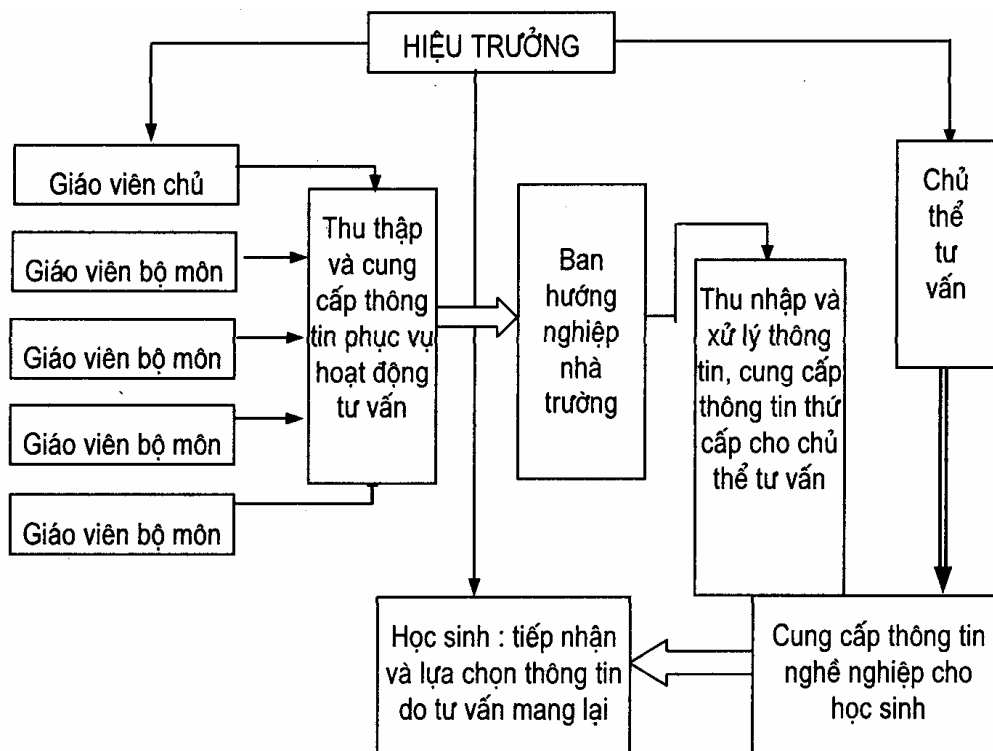 HIỆU TRƯỞNG
Giáo viên chủ
Giáo viên bộ môn
Giáo viên bộ môn
Giáo viên bộ môn
Giáo viên bộ môn
Thu thập
và cung
cấp thông
tin phục vụ
hoạt động
tư vấn
Ban
hướng
nghiệp
nhà
trường
Thu nhập và
xử lý thông
tin, cung cấp
thông tin thứ
cấp cho chủ
thể tư vấn
Chủ
thể
tư
vấn
Học sinh : tiếp nhận
và lựa chọn thông tin
do tư vấn mang lại
Cung cấp thông tin
nghề nghiệp cho
học sinh